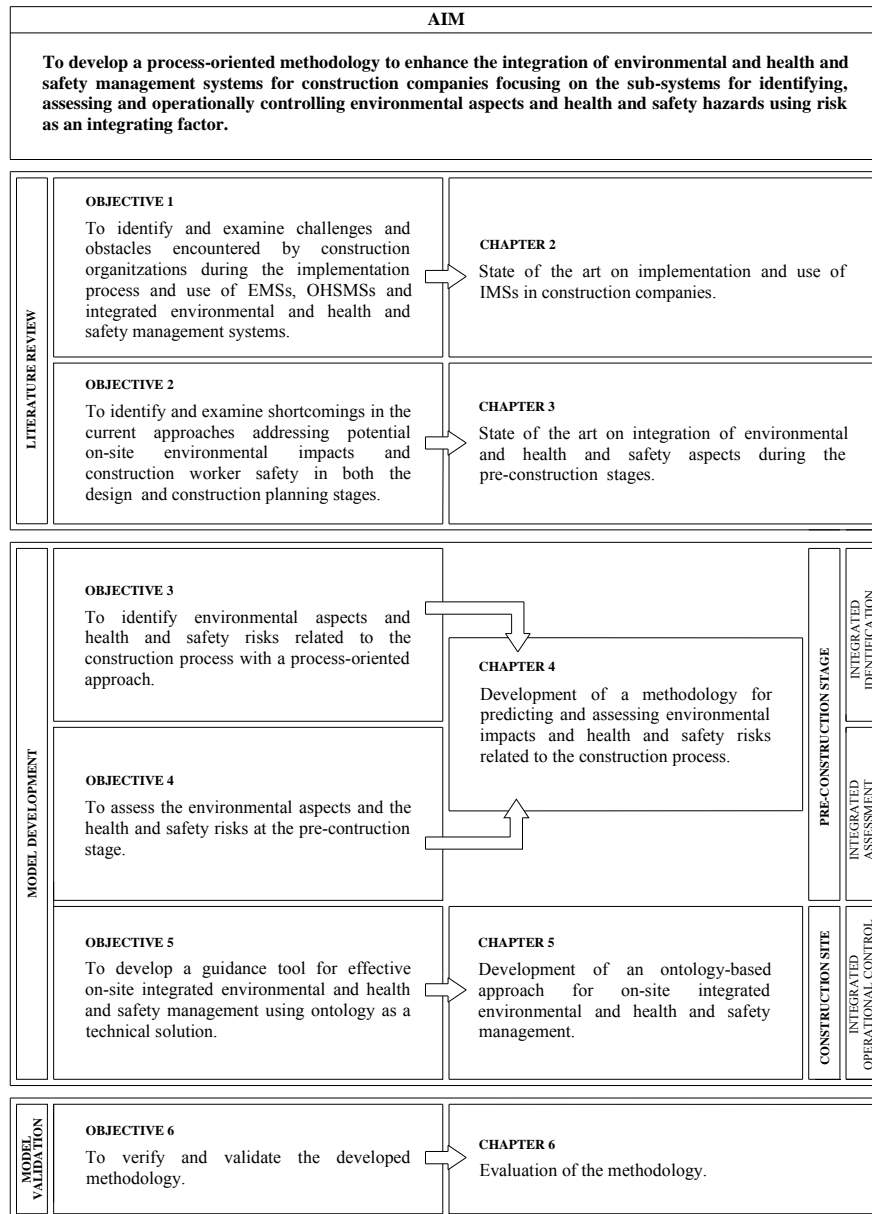 AIM
To develop a process-oriented methodology to enhance the integration of environmental and health and
safety management systems for construction companies focusing on the sub-systems for identifying,
assessing and operationally controlling environmental aspects and health and safety hazards using risk
as an integrating factor.
LITERATURE REVIEW
OBJECTIVE 1
To identify and examine challenges and
obstacles encountered by construction
organitzations during the implementation
process and use of EMSs, OHSMSs and
integrated environmental and health and
safety management systems.
CHAPTER 2
State of the art on implementation and use of
IMSs in construction companies.
OBJECTIVE 2
To identify and examine shortcomings in the
current approaches addressing potential
on-site environmental impacts and
construction worker safety in both the
design and construction planning stages.
CHAPTER 3
State of the art on integration of environmental
and health and safety aspects during the
pre-construction stages.
MODEL DEVELOPMENT
OBJECTIVE 3
To identify environmental aspects and
health and safety risks related to the
construction process with a process-oriented
approach.
CHAPTER 4
Development of a methodology for
predicting and assessing environmental
impacts and health and safety risks
related to the construction process.
OBJECTIVE 4
To assess the environmental aspects and the
health and safety risks at the pre-contruction
stage.
PRE-CONSTRUCTION STAGE
INTEGRATED
IDENTIFICATION
INTEGRATED
ASSESSMENT
OBJECTIVE 5
To develop a guidance tool for effective
on-site integrated environmental and health
and safety management using ontology as a
technical solution.
CHAPTER 5
Development of an ontology-based
approach for on-site integrated
environmental and health and safety
management.
CONSTRUCTION SITE
INTEGRATED
OPERATIONAL CONTROL
MODEL
VALIDATION
OBJECTIVE 6
To verify and validate the developed
methodology.
CHAPTER 6
Evaluation of the methodology.